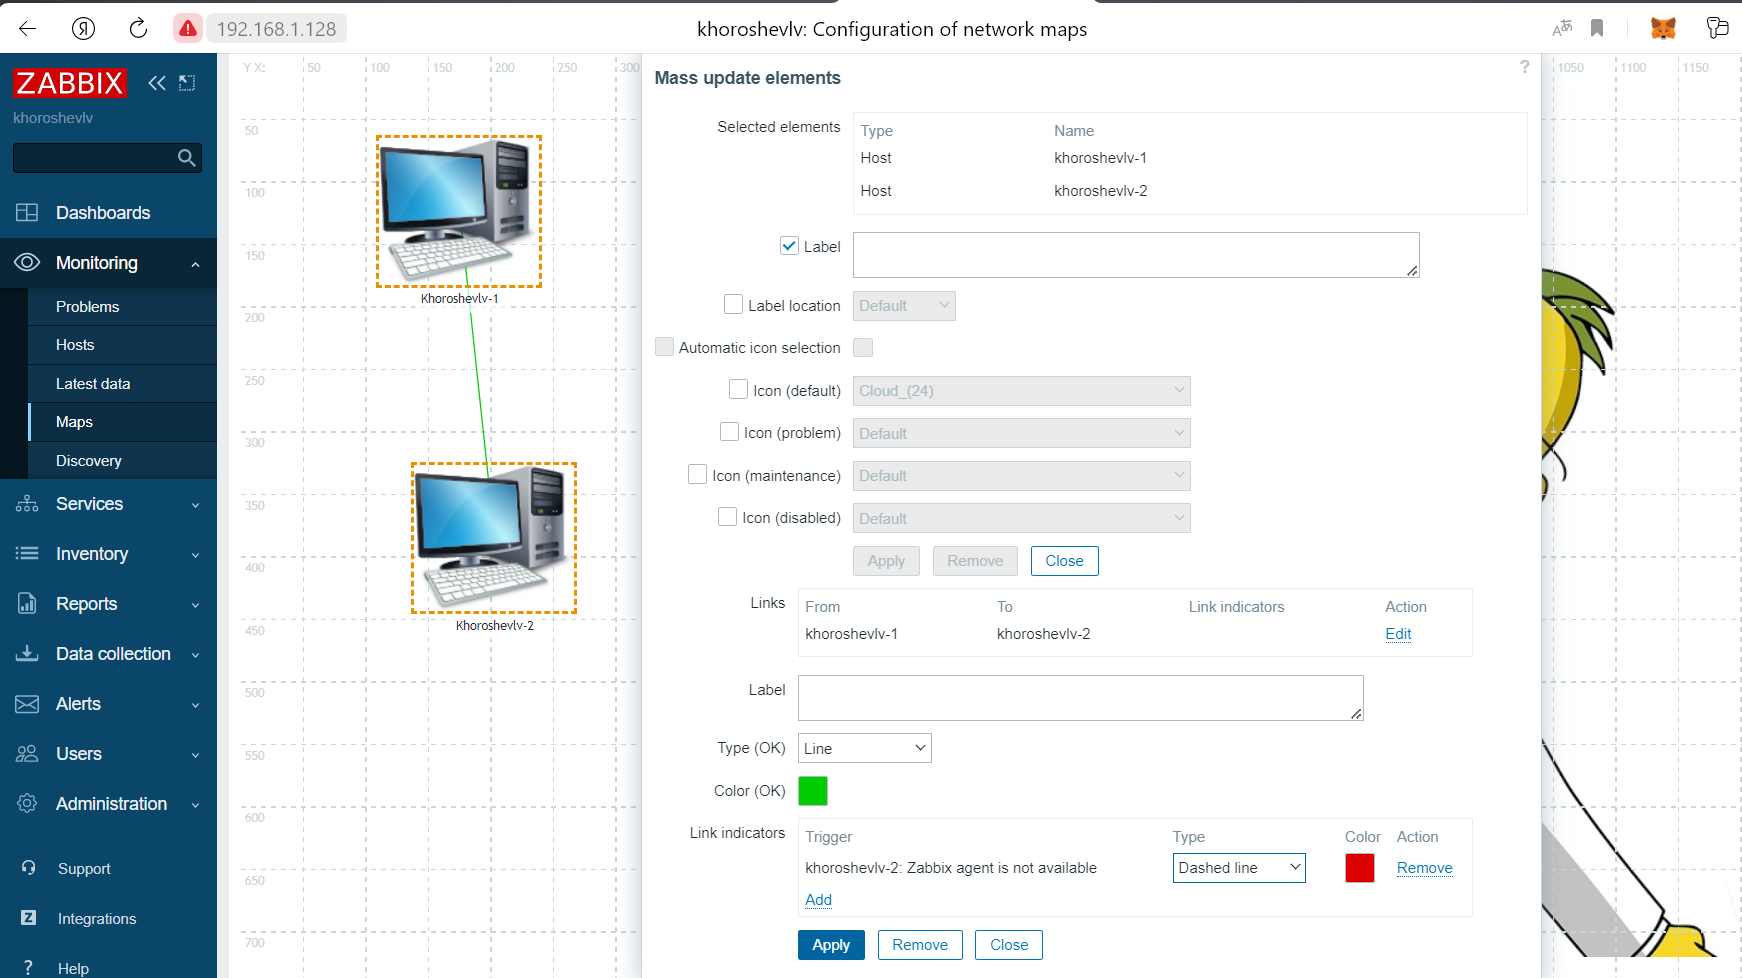 192.168.1.128
khoroshevlv: Configuration of network maps
ZABBIX
khoroshevlv
Dashboards
Monitoring
Problems
Hosts
Latest data
Maps
Discovery
Services
Inventory
Reports
Data collection
Alerts
Users
Administration
Support
Z Integrations
? Help
Y X: 50 100 150 200 250 300
50
100
150
200
250
300
350
400
450
500
550
600
650
700
Khoroshevlv-1
Khoroshevlv-2
Mass update elements
?
Selected elements
Type Name
Host khoroshevlv-1
Host khoroshevlv-2
Label
Label location Default
Automatic icon selection
Icon (default) Cloud_(24)
Icon (problem) Default
Icon (maintenance) Default
Icon (disabled) Default
Apply Remove Close
Links
From To Link indicators Action
khoroshevlv-1 khoroshevlv-2 Edit
Label
Type (OK) Line
Color (OK)
Link indicators
Trigger Type Color Action
khoroshevlv-2: Zabbix agent is not available Dashed line Remove
Add
Apply Remove Close
1050 1100 1150